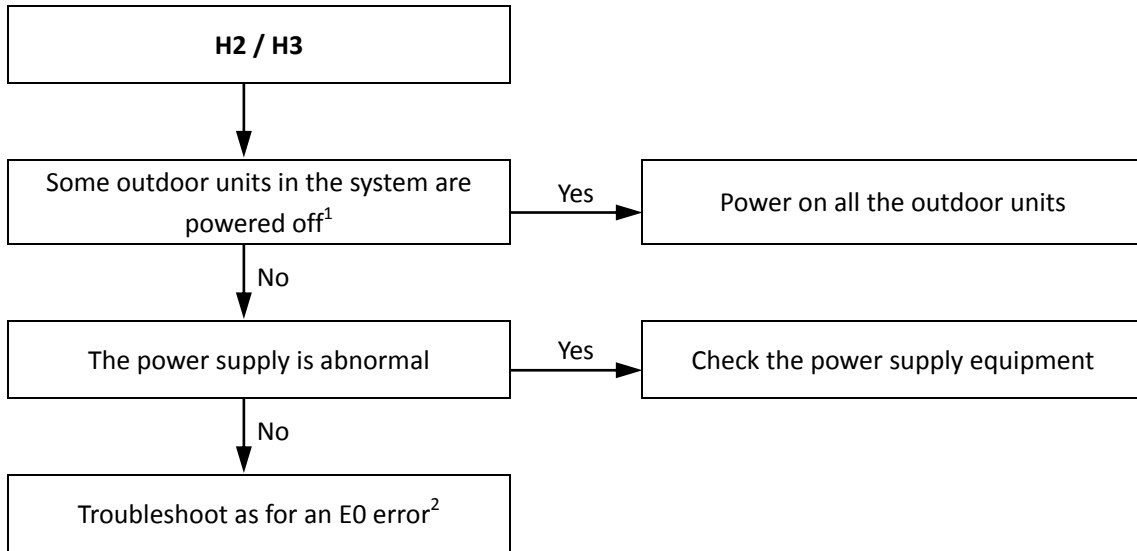 H2 / H3
Some outdoor units in the system are
powered off¹
Yes
Power on all the outdoor units
No
The power supply is abnormal
Yes
Check the power supply equipment
No
Troubleshoot as for an E0 error²